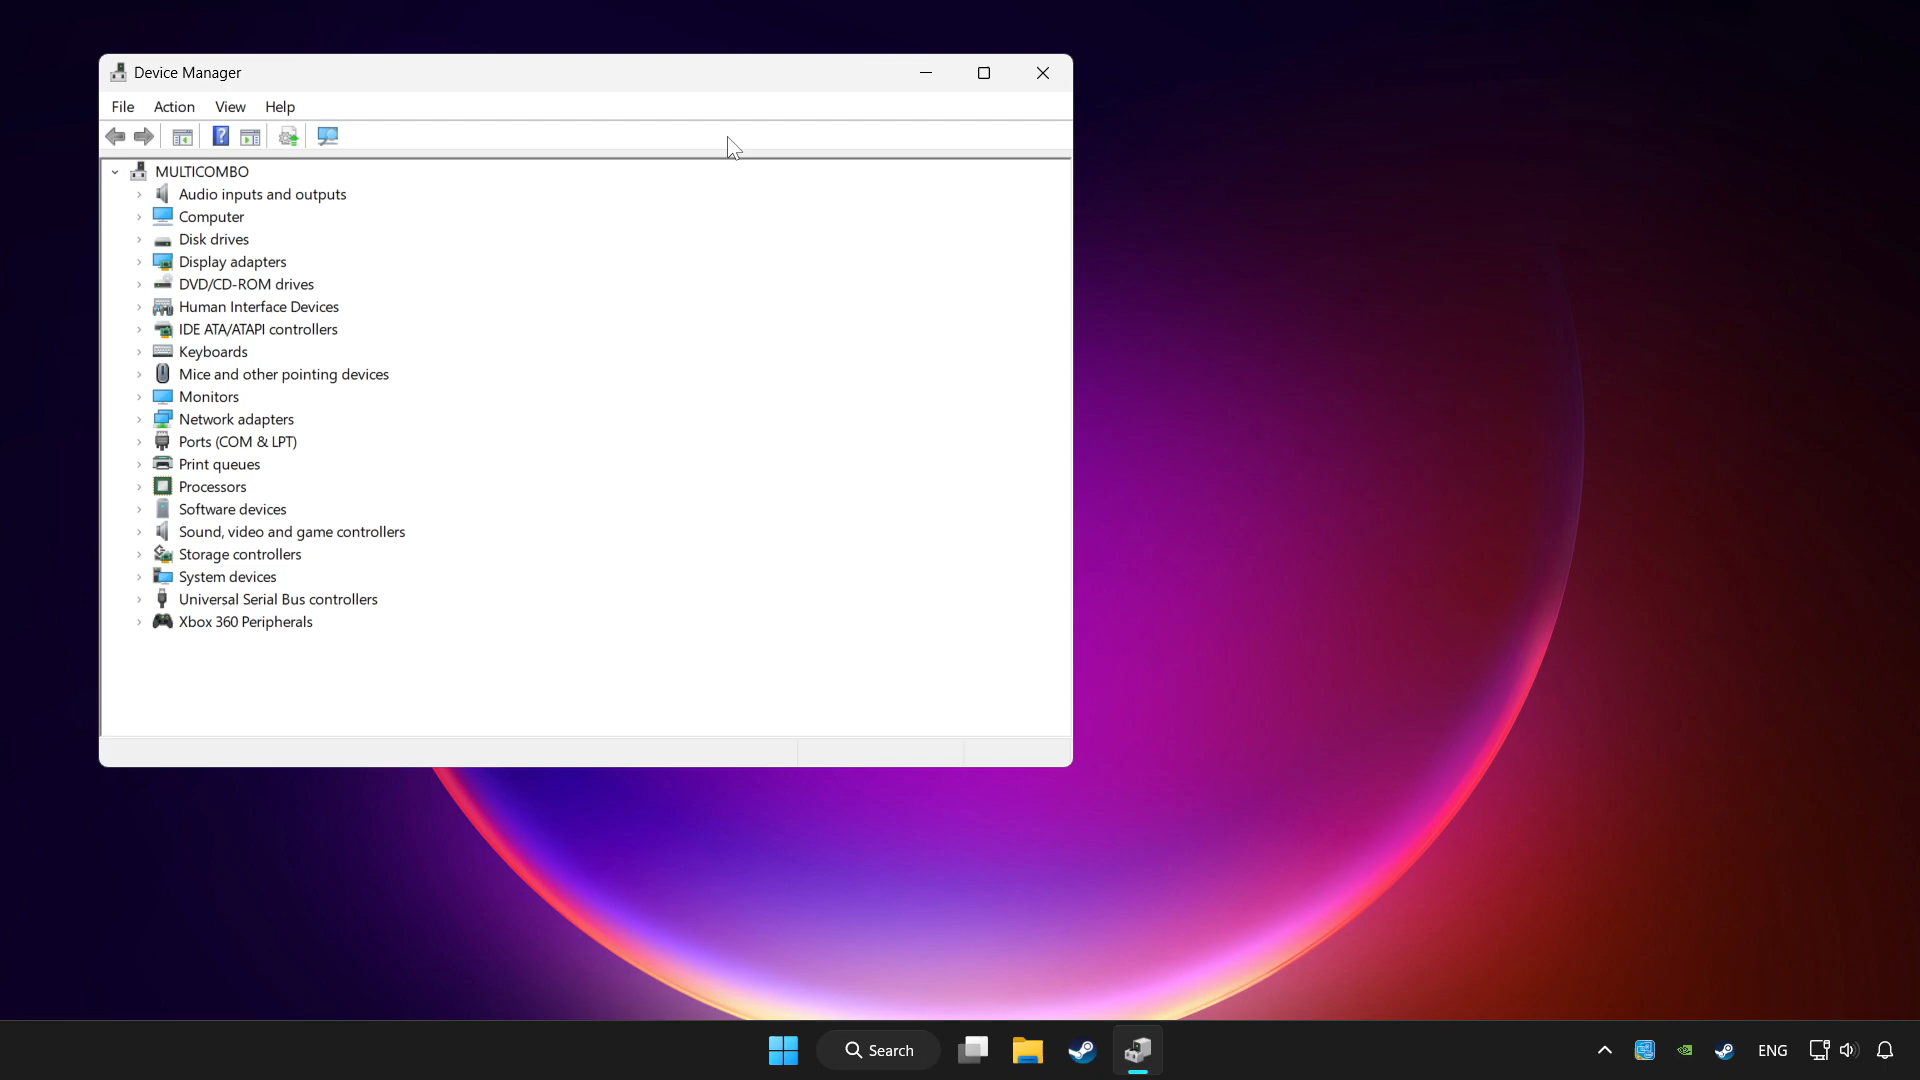 Device Manager
File Action View Help
?
MULTICOMBO
Audio inputs and outputs
Computer
Disk drives
Display adapters
DVD/CD-ROM drives
Human Interface Devices
IDE ATA/ATAPI controllers
Keyboards
Mice and other pointing devices
Monitors
Network adapters
Ports (COM & LPT)
Print queues
Processors
Software devices
Sound, video and game controllers
Storage controllers
System devices
Universal Serial Bus controllers
Xbox 360 Peripherals
Search
ENG